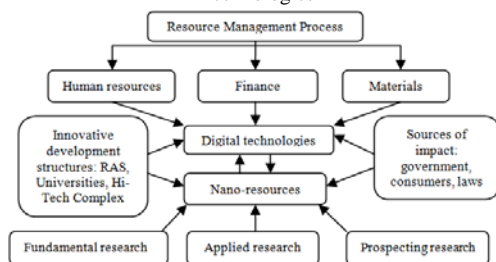 Resource Management Process
Human resources
Finance
Materials
Innovative
development
structures: RAS,
Universities, Hi-
Tech Complex
Digital technologies
Sources of
impact:
government,
consumers, laws
Nano-resources
Fundamental research
Applied research
Prospecting research